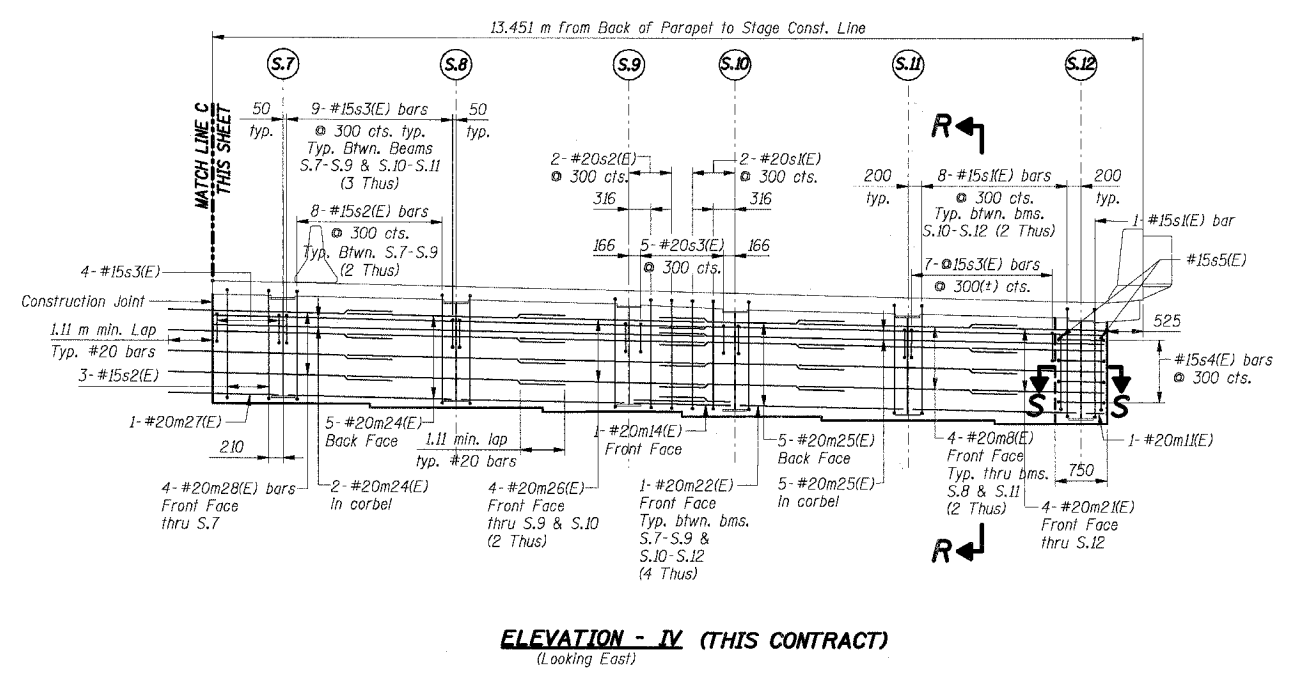 13.451 m from Back of Parapet to Stage Const. Line
S.7
S.8
S.9
S.10
S.11
S.12
MATCH LINE C
THIS SHEET
50
typ.
9- #15s3(E) bars
@ 300 cts. typ.
Typ. Btwn. Beams
S.7-S.9 & S.10-S.11
(3 Thus)
50
typ.
8- #15s2(E) bars
@ 300 cts.
Typ. Btwn. S.7-S.9
(2 Thus)
2- #20s2(E)
@ 300 cts.
316
2- #20s1(E)
@ 300 cts.
316
166
5- #20s3(E)
@ 300 cts.
166
R
200
typ.
8- #15s1(E) bars
@ 300 cts.
Typ. btwn. bms.
S.10-S.12 (2 Thus)
200
typ.
1- #15s1(E) bar
#15s5(E)
7- @15s3(E) bars
@ 300(±) cts.
4- #15s3(E)
Construction Joint
1.11 m min. Lap
Typ. #20 bars
3- #15s2(E)
1- #20m27(E)
210
4- #20m28(E) bars
Front Face
thru S.7
5- #20m24(E)
Back Face
2- #20m24(E)
In corbel
1.11 min. lap
typ. #20 bars
4- #20m26(E)
Front Face
thru S.9 & S.10
(2 Thus)
1- #20m14(E)
Front Face
1- #20m22(E)
Front Face
Typ. btwn. bms.
S.7-S.9 &
S.10-S.12
(4 Thus)
5- #20m25(E)
Back Face
5- #20m25(E)
In corbel
4- #20m8(E)
Front Face
Typ. thru bms.
S.8 & S.11
(2 Thus)
525
#15s4(E) bars
@ 300 cts.
S
S
1- #20m11(E)
750
4- #20m21(E)
Front Face
thru S.12
R
ELEVATION - IV (THIS CONTRACT)
(Looking East)